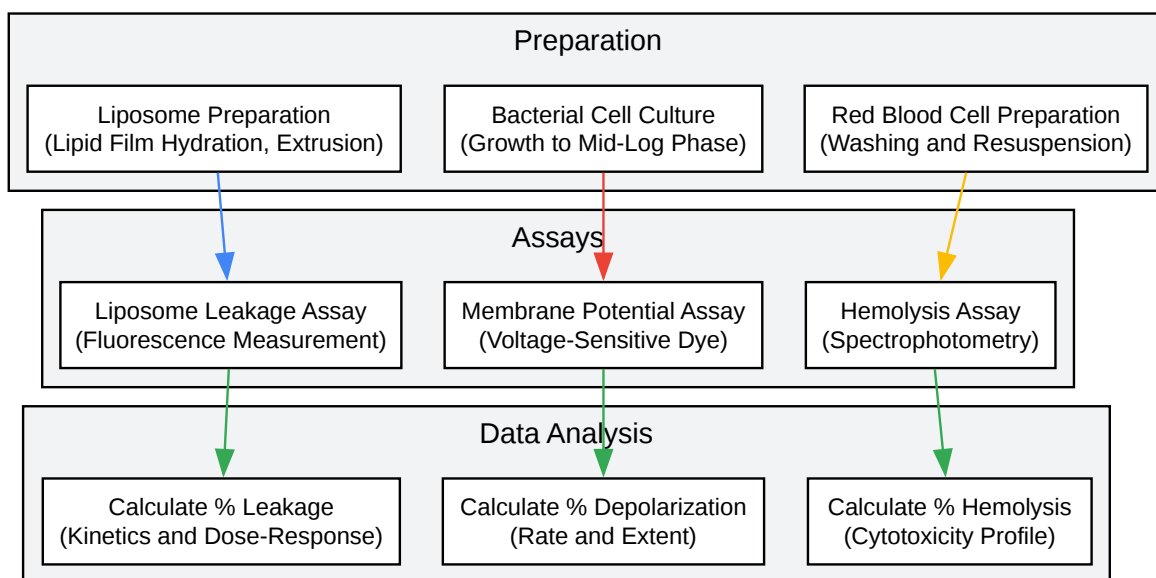 Preparation
Liposome Preparation
(Lipid Film Hydration, Extrusion)
Bacterial Cell Culture
(Growth to Mid-Log Phase)
Red Blood Cell Preparation
(Washing and Resuspension)
Assays
Liposome Leakage Assay
(Fluorescence Measurement)
Membrane Potential Assay
(Voltage-Sensitive Dye)
Hemolysis Assay
(Spectrophotometry)
Data Analysis
Calculate % Leakage
(Kinetics and Dose-Response)
Calculate % Depolarization
(Rate and Extent)
Calculate % Hemolysis
(Cytotoxicity Profile)